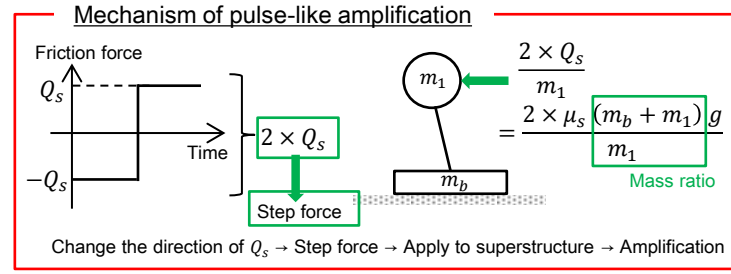 Mechanism of pulse-like amplification
Friction force
Q_s
−Q_s
Time
2 × Q_s
Step force
m_1
m_b
2 × Q_s / m_1
= 2 × μ_s (m_b + m_1) g / m_1
Mass ratio
Change the direction of Q_s → Step force → Apply to superstructure → Amplification